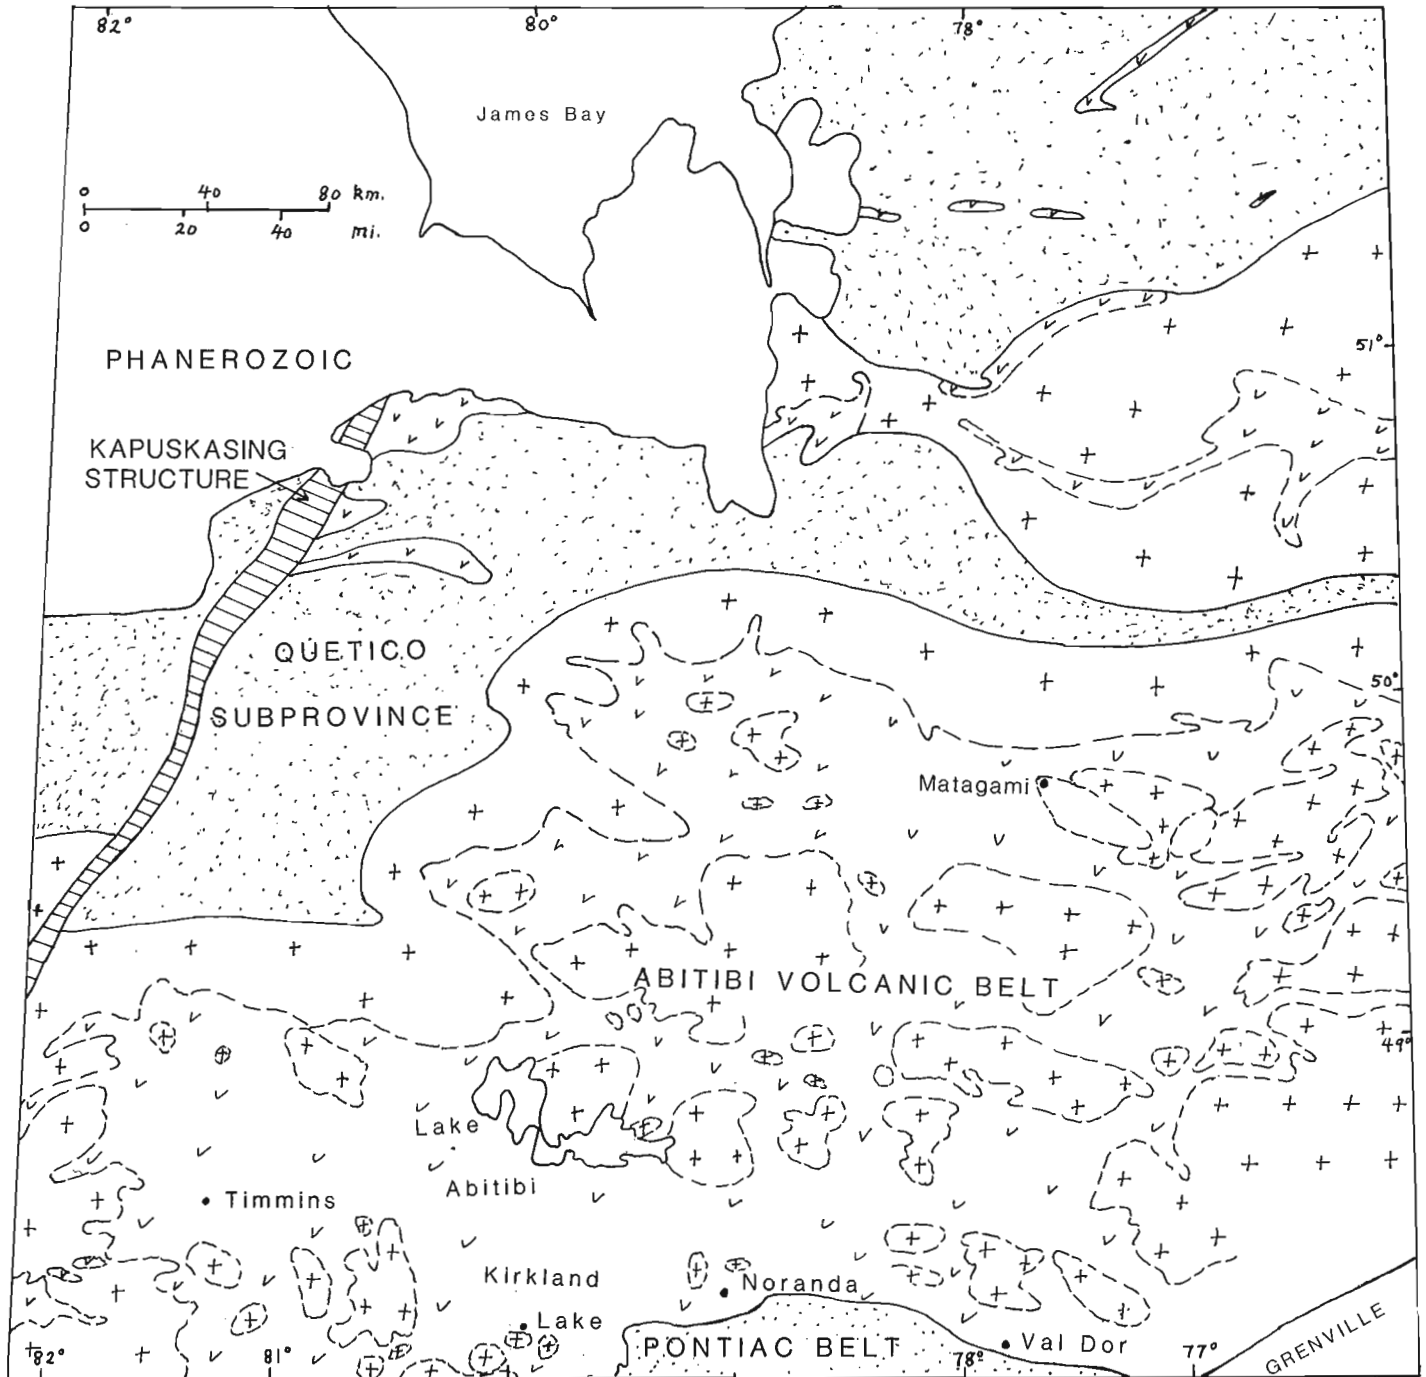 82° 80° 78°
James Bay
0 40 80 km.
0 20 40 mi.
51°
PHANEROZOIC
KAPUSKASING
STRUCTURE
QUETICO
SUBPROVINCE
50°
Matagami
ABITIBI VOLCANIC BELT
49°
Lake
Abitibi
Timmins
Kirkland
Lake
Noranda
PONTIAC BELT
Val Dor
GRENVILLE
82° 81° 80° 78° 77°